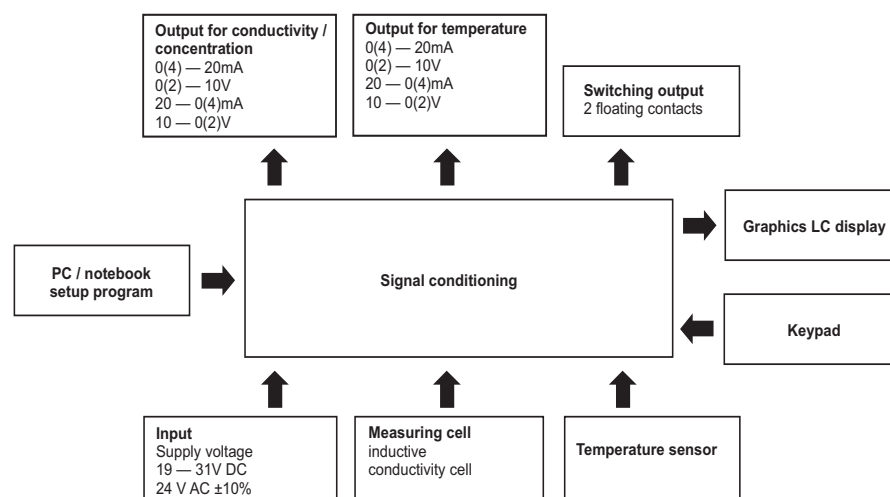 Output for conductivity /
concentration
0(4) — 20mA
0(2) — 10V
20 — 0(4)mA
10 — 0(2)V
Output for temperature
0(4) — 20mA
0(2) — 10V
20 — 0(4)mA
10 — 0(2)V
Switching output
2 floating contacts
Graphics LC display
PC / notebook
setup program
Signal conditioning
Keypad
Input
Supply voltage
19 — 31V DC
24 V AC ±10%
Measuring cell
inductive
conductivity cell
Temperature sensor